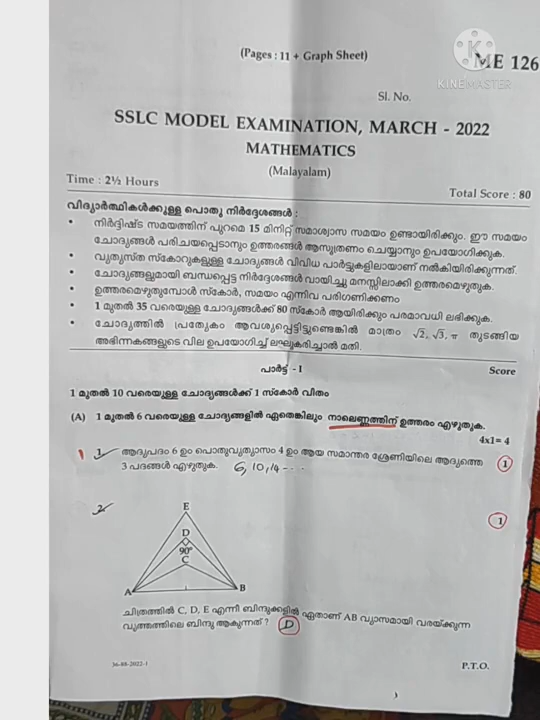 (Pages : 11 + Graph Sheet)
ME 126
KINEMASTER
Sl. No.
SSLC MODEL EXAMINATION, MARCH - 2022
MATHEMATICS
(Malayalam)
Time : 2½ Hours
Total Score : 80
വിദ്യാർത്ഥികൾക്കുള്ള പൊതു നിർദ്ദേശങ്ങൾ :
• നിർദ്ദിഷ്ട സമയത്തിന് പുറമെ 15 മിനിറ്റ് സമാശ്വാസ സമയം ഉണ്ടായിരിക്കും. ഈ സമയം
ചോദ്യങ്ങൾ പരിചയപ്പെടാനും ഉത്തരങ്ങൾ ആസൂത്രണം ചെയ്യാനും ഉപയോഗിക്കുക.
• വ്യത്യസ്ത സ്കോറുകളുള്ള ചോദ്യങ്ങൾ വിവിധ പാർട്ടുകളിലായാണ് നൽകിയിരിക്കുന്നത്.
• ചോദ്യങ്ങളുമായി ബന്ധപ്പെട്ട നിർദ്ദേശങ്ങൾ വായിച്ചു മനസ്സിലാക്കി ഉത്തരമെഴുതുക.
• ഉത്തരമെഴുതുമ്പോൾ സ്കോർ, സമയം എന്നിവ പരിഗണിക്കണം
• 1 മുതൽ 35 വരെയുള്ള ചോദ്യങ്ങൾക്ക് 80 സ്കോർ ആയിരിക്കും പരമാവധി ലഭിക്കുക.
• ചോദ്യത്തിൽ പ്രത്യേകം ആവശ്യപ്പെട്ടിട്ടുണ്ടെങ്കിൽ മാത്രം √2, √3, π തുടങ്ങിയ
അഭിന്നകങ്ങളുടെ വില ഉപയോഗിച്ച് ലഘൂകരിച്ചാൽ മതി.
പാർട്ട് - I
Score
1 മുതൽ 10 വരെയുള്ള ചോദ്യങ്ങൾക്ക് 1 സ്കോർ വീതം
(A) 1 മുതൽ 6 വരെയുള്ള ചോദ്യങ്ങളിൽ ഏതെങ്കിലും നാലെണ്ണത്തിന് ഉത്തരം എഴുതുക.
4x1= 4
1 1. ആദ്യപദം 6 ഉം പൊതുവ്യത്യാസം 4 ഉം ആയ സമാന്തര ശ്രേണിയിലെ ആദ്യത്തെ 1
3 പദങ്ങൾ എഴുതുക. 6, 10, 14 - - -
2. 1
E
D
90°
C
A B
ചിത്രത്തിൽ C, D, E എന്നീ ബിന്ദുക്കളിൽ ഏതാണ് AB വ്യാസമായി വരയ്ക്കുന്ന
വൃത്തത്തിലെ ബിന്ദു ആകുന്നത് ? D
36-88-2022-1
P.T.O.